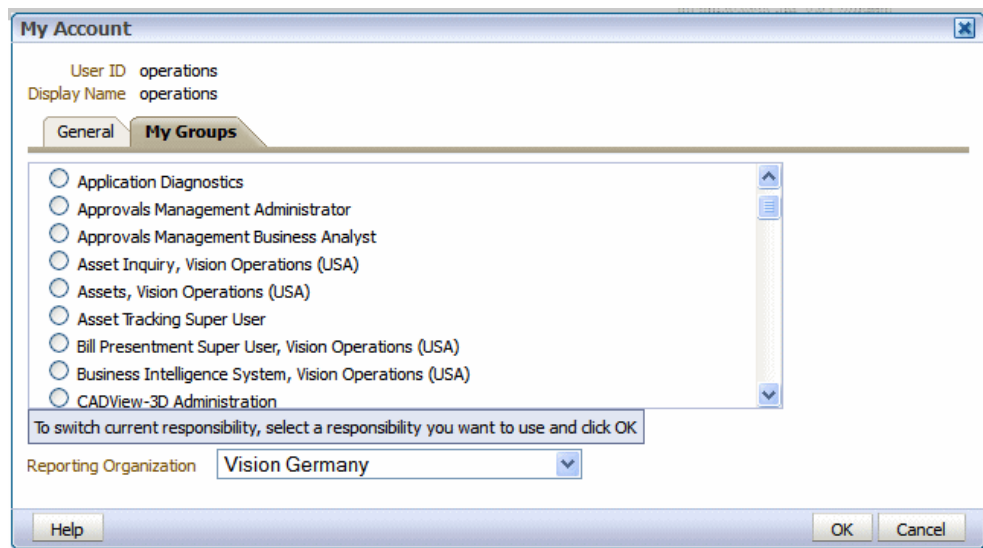 My Account
User ID operations
Display Name operations
General My Groups
Application Diagnostics
Approvals Management Administrator
Approvals Management Business Analyst
Asset Inquiry, Vision Operations (USA)
Assets, Vision Operations (USA)
Asset Tracking Super User
Bill Presentment Super User, Vision Operations (USA)
Business Intelligence System, Vision Operations (USA)
CADView-3D Administration
To switch current responsibility, select a responsibility you want to use and click OK
Reporting Organization Vision Germany
Help OK Cancel